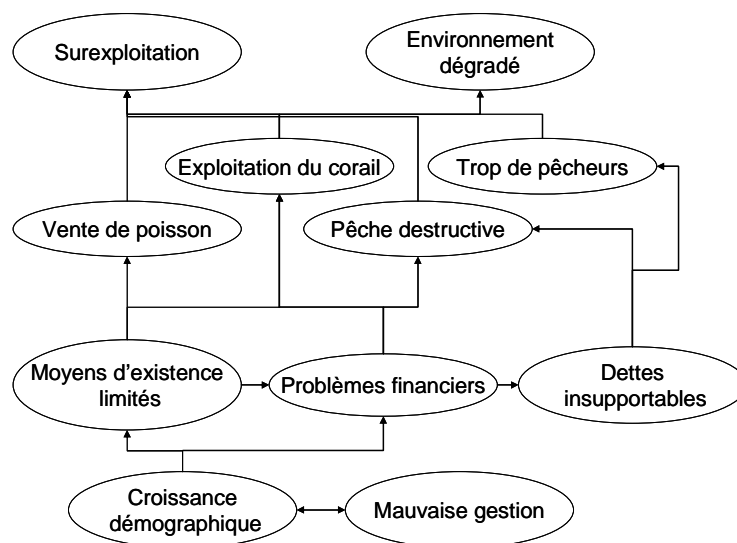 Surexploitation
Environnement
dégradé
Exploitation du corail
Trop de pêcheurs
Vente de poisson
Pêche destructive
Moyens d'existence
limités
Problèmes financiers
Dettes
insupportables
Croissance
démographique
Mauvaise gestion